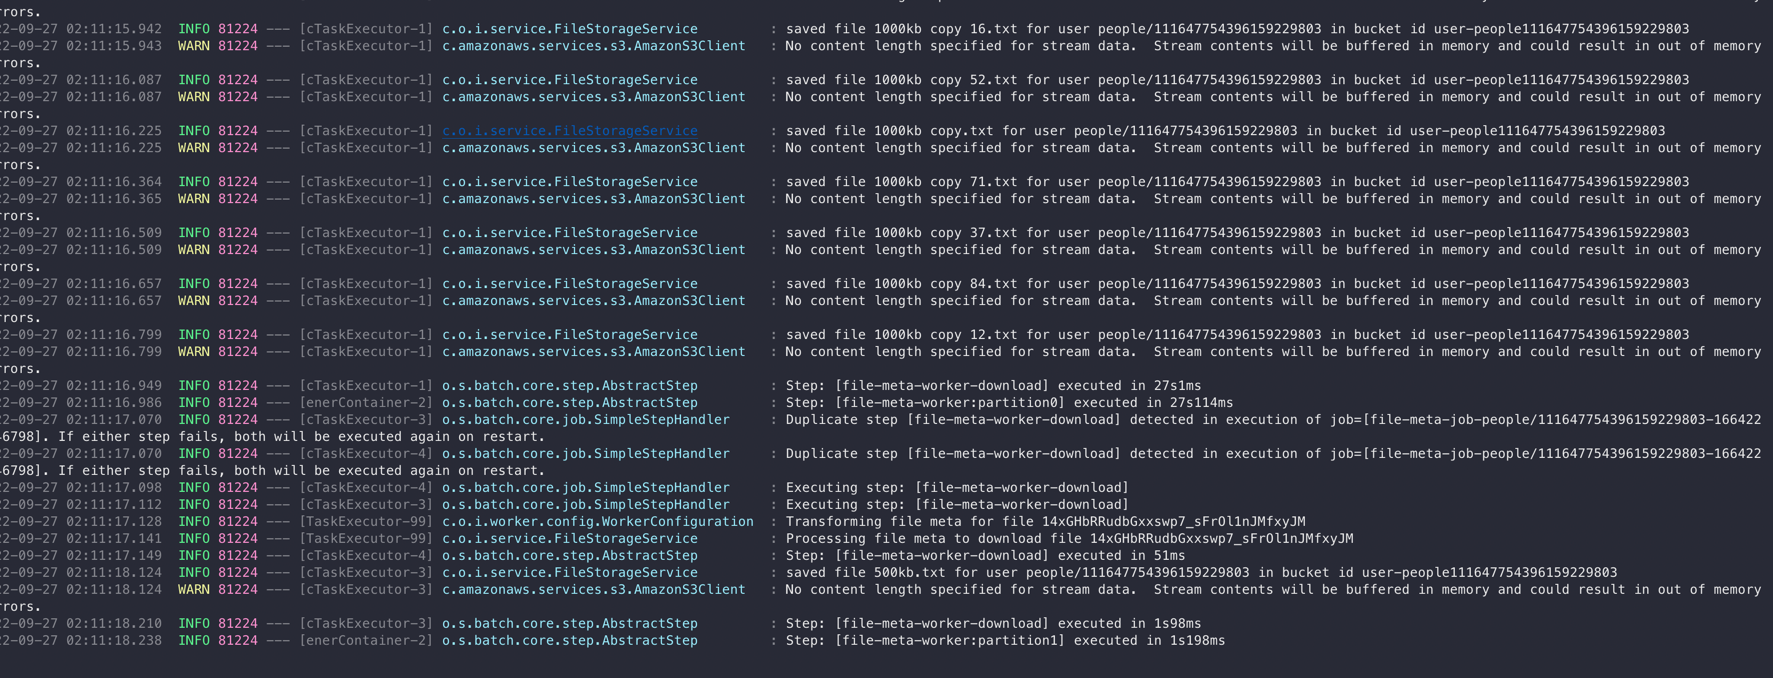 rrors.
2-09-27 02:11:15.942  INFO 81224 --- [cTaskExecutor-1] c.o.i.service.FileStorageService         : saved file 1000kb copy 16.txt for user people/111647754396159229803 in bucket id user-people111647754396159229803
2-09-27 02:11:15.943  WARN 81224 --- [cTaskExecutor-1] c.amazonaws.services.s3.AmazonS3Client   : No content length specified for stream data.  Stream contents will be buffered in memory and could result in out of memory
rrors.
2-09-27 02:11:16.087  INFO 81224 --- [cTaskExecutor-1] c.o.i.service.FileStorageService         : saved file 1000kb copy 52.txt for user people/111647754396159229803 in bucket id user-people111647754396159229803
2-09-27 02:11:16.087  WARN 81224 --- [cTaskExecutor-1] c.amazonaws.services.s3.AmazonS3Client   : No content length specified for stream data.  Stream contents will be buffered in memory and could result in out of memory
rrors.
2-09-27 02:11:16.225  INFO 81224 --- [cTaskExecutor-1] c.o.i.service.FileStorageService         : saved file 1000kb copy.txt for user people/111647754396159229803 in bucket id user-people111647754396159229803
2-09-27 02:11:16.225  WARN 81224 --- [cTaskExecutor-1] c.amazonaws.services.s3.AmazonS3Client   : No content length specified for stream data.  Stream contents will be buffered in memory and could result in out of memory
rrors.
2-09-27 02:11:16.364  INFO 81224 --- [cTaskExecutor-1] c.o.i.service.FileStorageService         : saved file 1000kb copy 71.txt for user people/111647754396159229803 in bucket id user-people111647754396159229803
2-09-27 02:11:16.365  WARN 81224 --- [cTaskExecutor-1] c.amazonaws.services.s3.AmazonS3Client   : No content length specified for stream data.  Stream contents will be buffered in memory and could result in out of memory
rrors.
2-09-27 02:11:16.509  INFO 81224 --- [cTaskExecutor-1] c.o.i.service.FileStorageService         : saved file 1000kb copy 37.txt for user people/111647754396159229803 in bucket id user-people111647754396159229803
2-09-27 02:11:16.509  WARN 81224 --- [cTaskExecutor-1] c.amazonaws.services.s3.AmazonS3Client   : No content length specified for stream data.  Stream contents will be buffered in memory and could result in out of memory
rrors.
2-09-27 02:11:16.657  INFO 81224 --- [cTaskExecutor-1] c.o.i.service.FileStorageService         : saved file 1000kb copy 84.txt for user people/111647754396159229803 in bucket id user-people111647754396159229803
2-09-27 02:11:16.657  WARN 81224 --- [cTaskExecutor-1] c.amazonaws.services.s3.AmazonS3Client   : No content length specified for stream data.  Stream contents will be buffered in memory and could result in out of memory
rrors.
2-09-27 02:11:16.799  INFO 81224 --- [cTaskExecutor-1] c.o.i.service.FileStorageService         : saved file 1000kb copy 12.txt for user people/111647754396159229803 in bucket id user-people111647754396159229803
2-09-27 02:11:16.799  WARN 81224 --- [cTaskExecutor-1] c.amazonaws.services.s3.AmazonS3Client   : No content length specified for stream data.  Stream contents will be buffered in memory and could result in out of memory
rrors.
2-09-27 02:11:16.949  INFO 81224 --- [cTaskExecutor-1] o.s.batch.core.step.AbstractStep         : Step: [file-meta-worker-download] executed in 27s1ms
2-09-27 02:11:16.986  INFO 81224 --- [enerContainer-2] o.s.batch.core.step.AbstractStep         : Step: [file-meta-worker:partition0] executed in 27s114ms
2-09-27 02:11:17.070  INFO 81224 --- [cTaskExecutor-3] o.s.batch.core.job.SimpleStepHandler     : Duplicate step [file-meta-worker-download] detected in execution of job=[file-meta-job-people/111647754396159229803-166422
46798]. If either step fails, both will be executed again on restart.
2-09-27 02:11:17.070  INFO 81224 --- [cTaskExecutor-4] o.s.batch.core.job.SimpleStepHandler     : Duplicate step [file-meta-worker-download] detected in execution of job=[file-meta-job-people/111647754396159229803-166422
46798]. If either step fails, both will be executed again on restart.
2-09-27 02:11:17.098  INFO 81224 --- [cTaskExecutor-4] o.s.batch.core.job.SimpleStepHandler     : Executing step: [file-meta-worker-download]
2-09-27 02:11:17.112  INFO 81224 --- [cTaskExecutor-3] o.s.batch.core.job.SimpleStepHandler     : Executing step: [file-meta-worker-download]
2-09-27 02:11:17.128  INFO 81224 --- [TaskExecutor-99] c.o.i.worker.config.WorkerConfiguration  : Transforming file meta for file 14xGHbRRudbGxxswp7_sFrOl1nJMfxyJM
2-09-27 02:11:17.141  INFO 81224 --- [TaskExecutor-99] c.o.i.service.FileStorageService         : Processing file meta to download file 14xGHbRRudbGxxswp7_sFrOl1nJMfxyJM
2-09-27 02:11:17.149  INFO 81224 --- [cTaskExecutor-4] o.s.batch.core.step.AbstractStep         : Step: [file-meta-worker-download] executed in 51ms
2-09-27 02:11:18.124  INFO 81224 --- [cTaskExecutor-3] c.o.i.service.FileStorageService         : saved file 500kb.txt for user people/111647754396159229803 in bucket id user-people111647754396159229803
2-09-27 02:11:18.124  WARN 81224 --- [cTaskExecutor-3] c.amazonaws.services.s3.AmazonS3Client   : No content length specified for stream data.  Stream contents will be buffered in memory and could result in out of memory
rrors.
2-09-27 02:11:18.210  INFO 81224 --- [cTaskExecutor-3] o.s.batch.core.step.AbstractStep         : Step: [file-meta-worker-download] executed in 1s98ms
2-09-27 02:11:18.238  INFO 81224 --- [enerContainer-2] o.s.batch.core.step.AbstractStep         : Step: [file-meta-worker:partition1] executed in 1s198ms